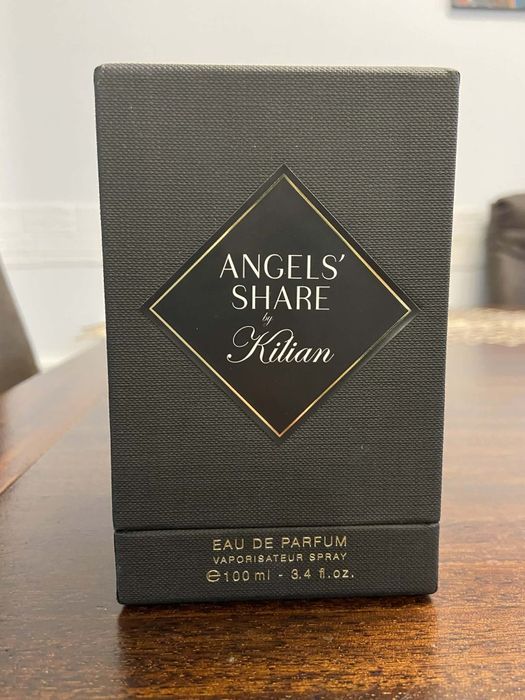 ANGELS'
SHARE
by
Kilian
EAU DE PARFUM
VAPORISATEUR SPRAY
℮100 ml - 3.4 fl.oz.